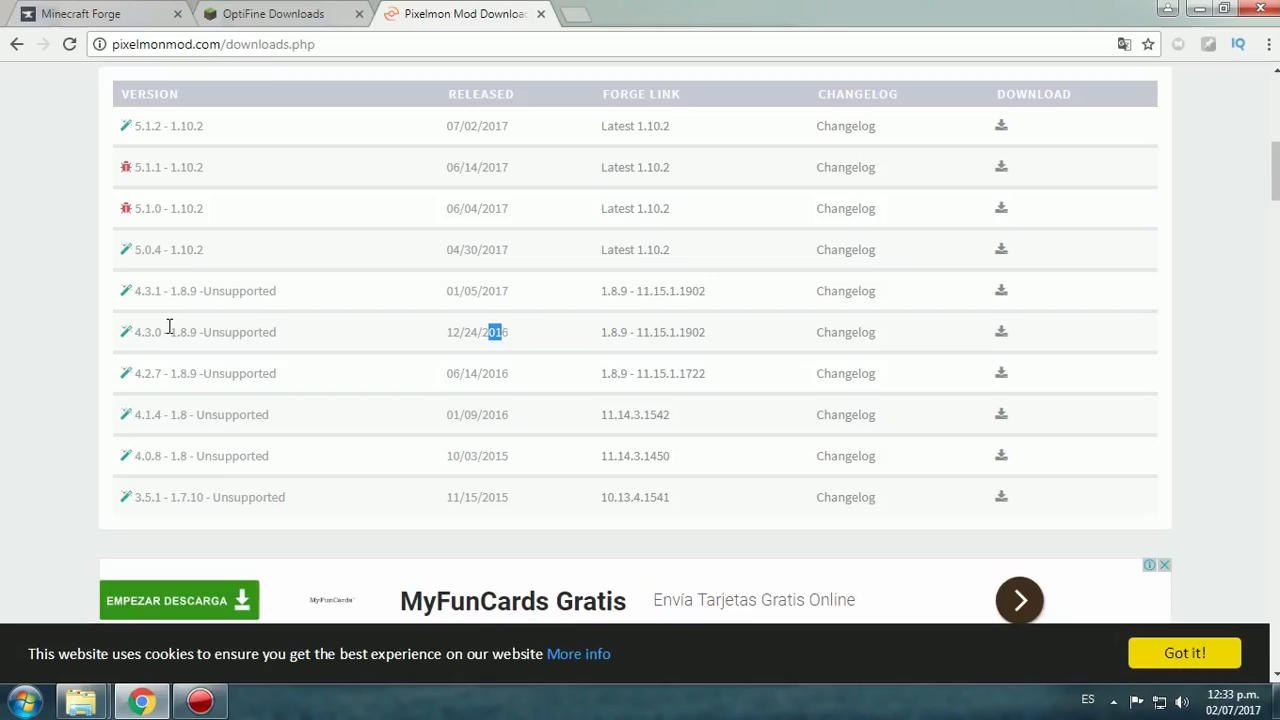 Minecraft Forge
OptiFine Downloads
Pixelmon Mod Downloa
pixelmonmod.com/downloads.php
IQ
VERSION RELEASED FORGE LINK CHANGELOG DOWNLOAD
5.1.2 - 1.10.2 07/02/2017 Latest 1.10.2 Changelog
5.1.1 - 1.10.2 06/14/2017 Latest 1.10.2 Changelog
5.1.0 - 1.10.2 06/04/2017 Latest 1.10.2 Changelog
5.0.4 - 1.10.2 04/30/2017 Latest 1.10.2 Changelog
4.3.1 - 1.8.9 -Unsupported 01/05/2017 1.8.9 - 11.15.1.1902 Changelog
4.3.0 - 1.8.9 -Unsupported 12/24/2016 1.8.9 - 11.15.1.1902 Changelog
4.2.7 - 1.8.9 -Unsupported 06/14/2016 1.8.9 - 11.15.1.1722 Changelog
4.1.4 - 1.8 - Unsupported 01/09/2016 11.14.3.1542 Changelog
4.0.8 - 1.8 - Unsupported 10/03/2015 11.14.3.1450 Changelog
3.5.1 - 1.7.10 - Unsupported 11/15/2015 10.13.4.1541 Changelog
EMPEZAR DESCARGA MyFunCards MyFunCards Gratis Envía Tarjetas Gratis Online
This website uses cookies to ensure you get the best experience on our website More info Got it!
ES
12:33 p.m.
02/07/2017